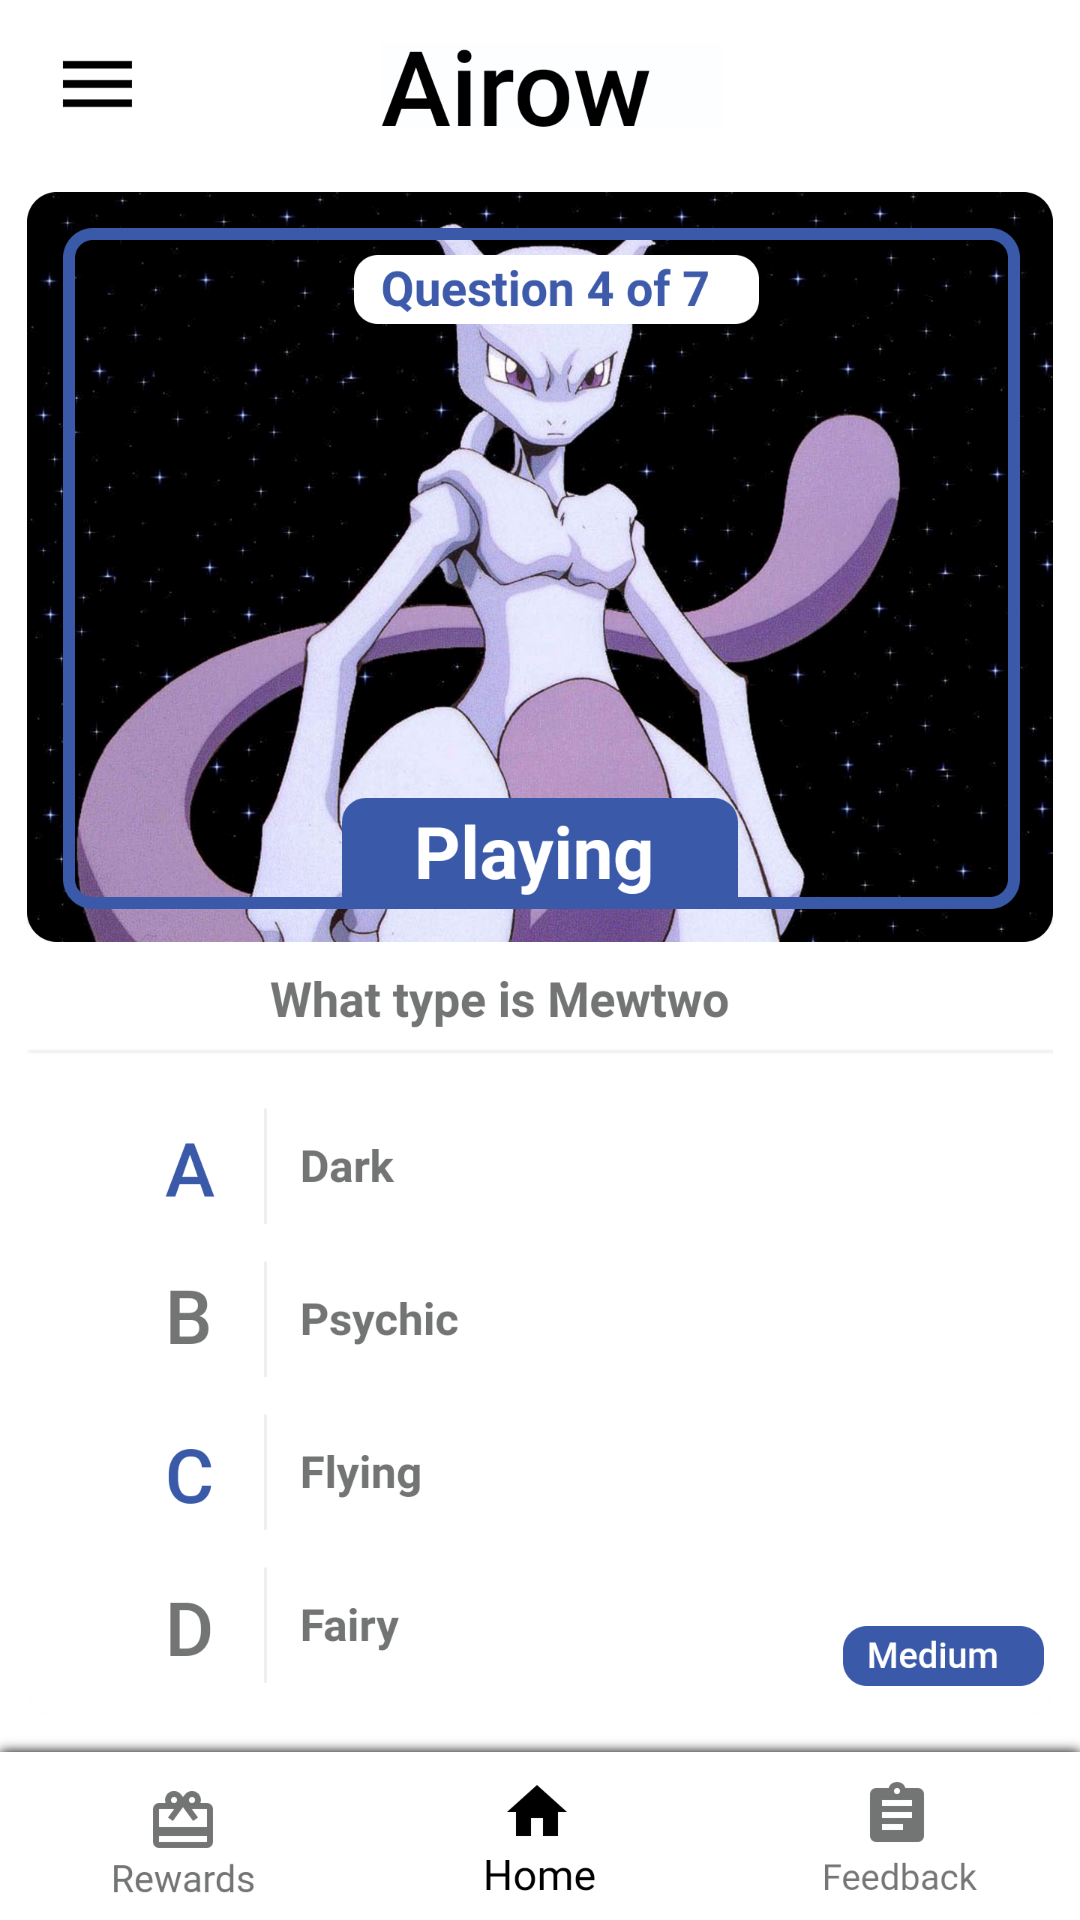 Airow
Question 4 of 7
Playing
What type is Mewtwo
A Dark
B Psychic
C Flying
D Fairy
Medium
Rewards Home Feedback